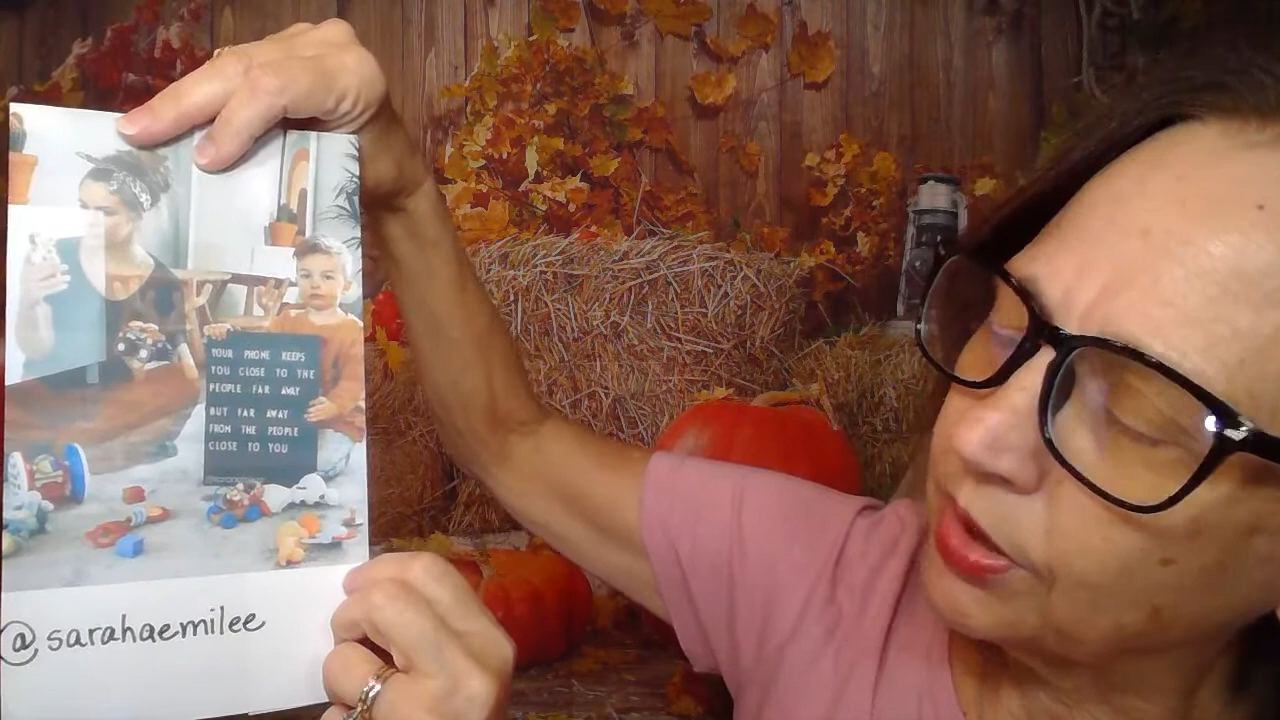 YOUR PHONE KEEPS
YOU CLOSE TO THE
PEOPLE FAR AWAY
BUT FAR AWAY
FROM THE PEOPLE
CLOSE TO YOU
@sarahaemilee